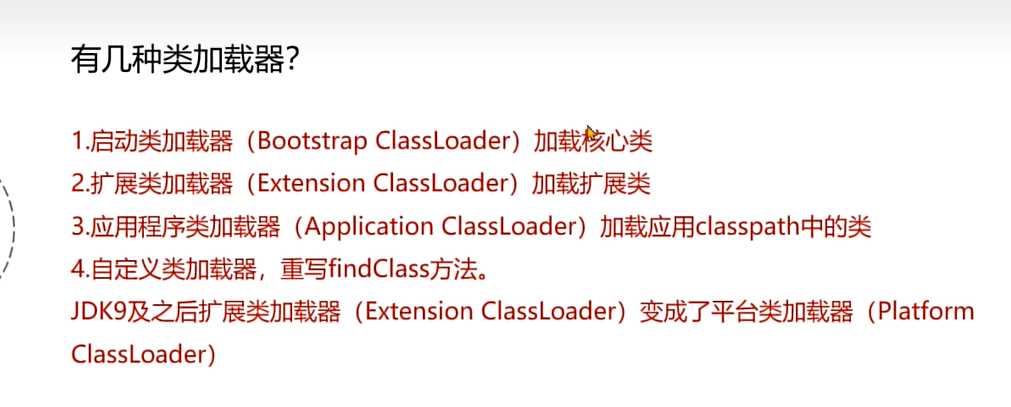 有几种类加载器？
1.启动类加载器（Bootstrap ClassLoader）加载核心类
2.扩展类加载器（Extension ClassLoader）加载扩展类
3.应用程序类加载器（Application ClassLoader）加载应用classpath中的类
4.自定义类加载器，重写findClass方法。
JDK9及之后扩展类加载器（Extension ClassLoader）变成了平台类加载器（Platform
ClassLoader）